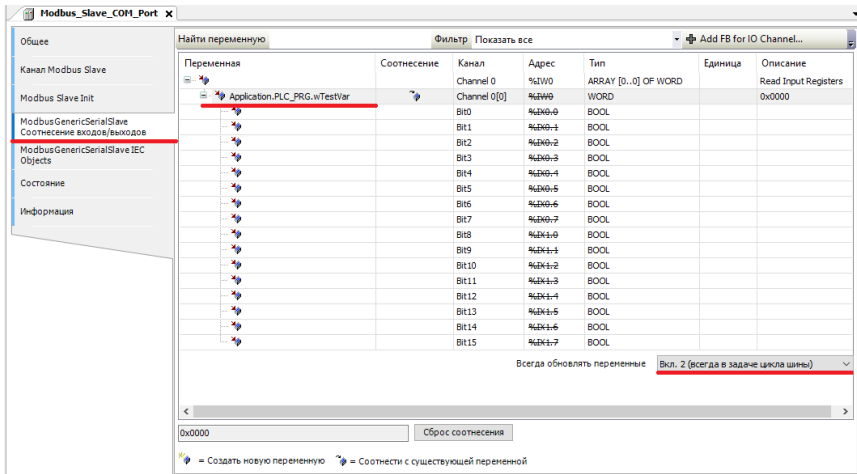 Modbus_Slave_COM_Port x
Общее
Канал Modbus Slave
Modbus Slave Init
ModbusGenericSerialSlave
Соотнесение входов/выходов
ModbusGenericSerialSlave IEC
Objects
Состояние
Информация
Найти переменную Фильтр Показать все Add FB for IO Channel...
Переменная Соотнесение Канал Адрес Тип Единица Описание
Channel 0 %IW0 ARRAY [0..0] OF WORD Read Input Registers
Application.PLC_PRG.wTestVar Channel 0[0] %IW0 WORD 0x0000
Bit0 %IX0.0 BOOL
Bit1 %IX0.1 BOOL
Bit2 %IX0.2 BOOL
Bit3 %IX0.3 BOOL
Bit4 %IX0.4 BOOL
Bit5 %IX0.5 BOOL
Bit6 %IX0.6 BOOL
Bit7 %IX0.7 BOOL
Bit8 %IX1.0 BOOL
Bit9 %IX1.1 BOOL
Bit10 %IX1.2 BOOL
Bit11 %IX1.3 BOOL
Bit12 %IX1.4 BOOL
Bit13 %IX1.5 BOOL
Bit14 %IX1.6 BOOL
Bit15 %IX1.7 BOOL
Всегда обновлять переменные Вкл. 2 (всегда в задаче цикла шины)
0x0000 Сброс соотнесения
= Создать новую переменную = Соотнести с существующей переменной